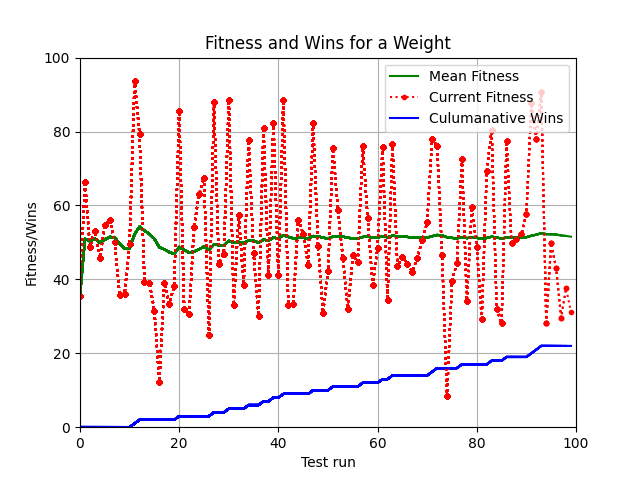 Fitness and Wins for a Weight
100
80
60
40
20
0
Fitness/Wins
Mean Fitness
Current Fitness
Culumanative Wins
0 20 40 60 80 100
Test run